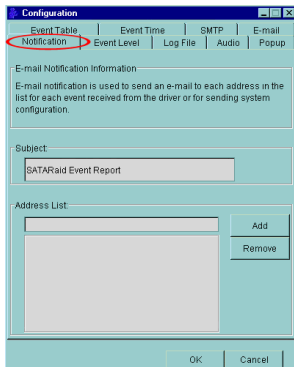 Configuration
Event Table Event Time SMTP E-mail
Notification Event Level Log File Audio Popup
E-mail Notification Information
E-mail notification is used to send an e-mail to each address in the
list for each event received from the driver or for sending system
configuration.
Subject:
SATARaid Event Report
Address List:
Add
Remove
OK Cancel